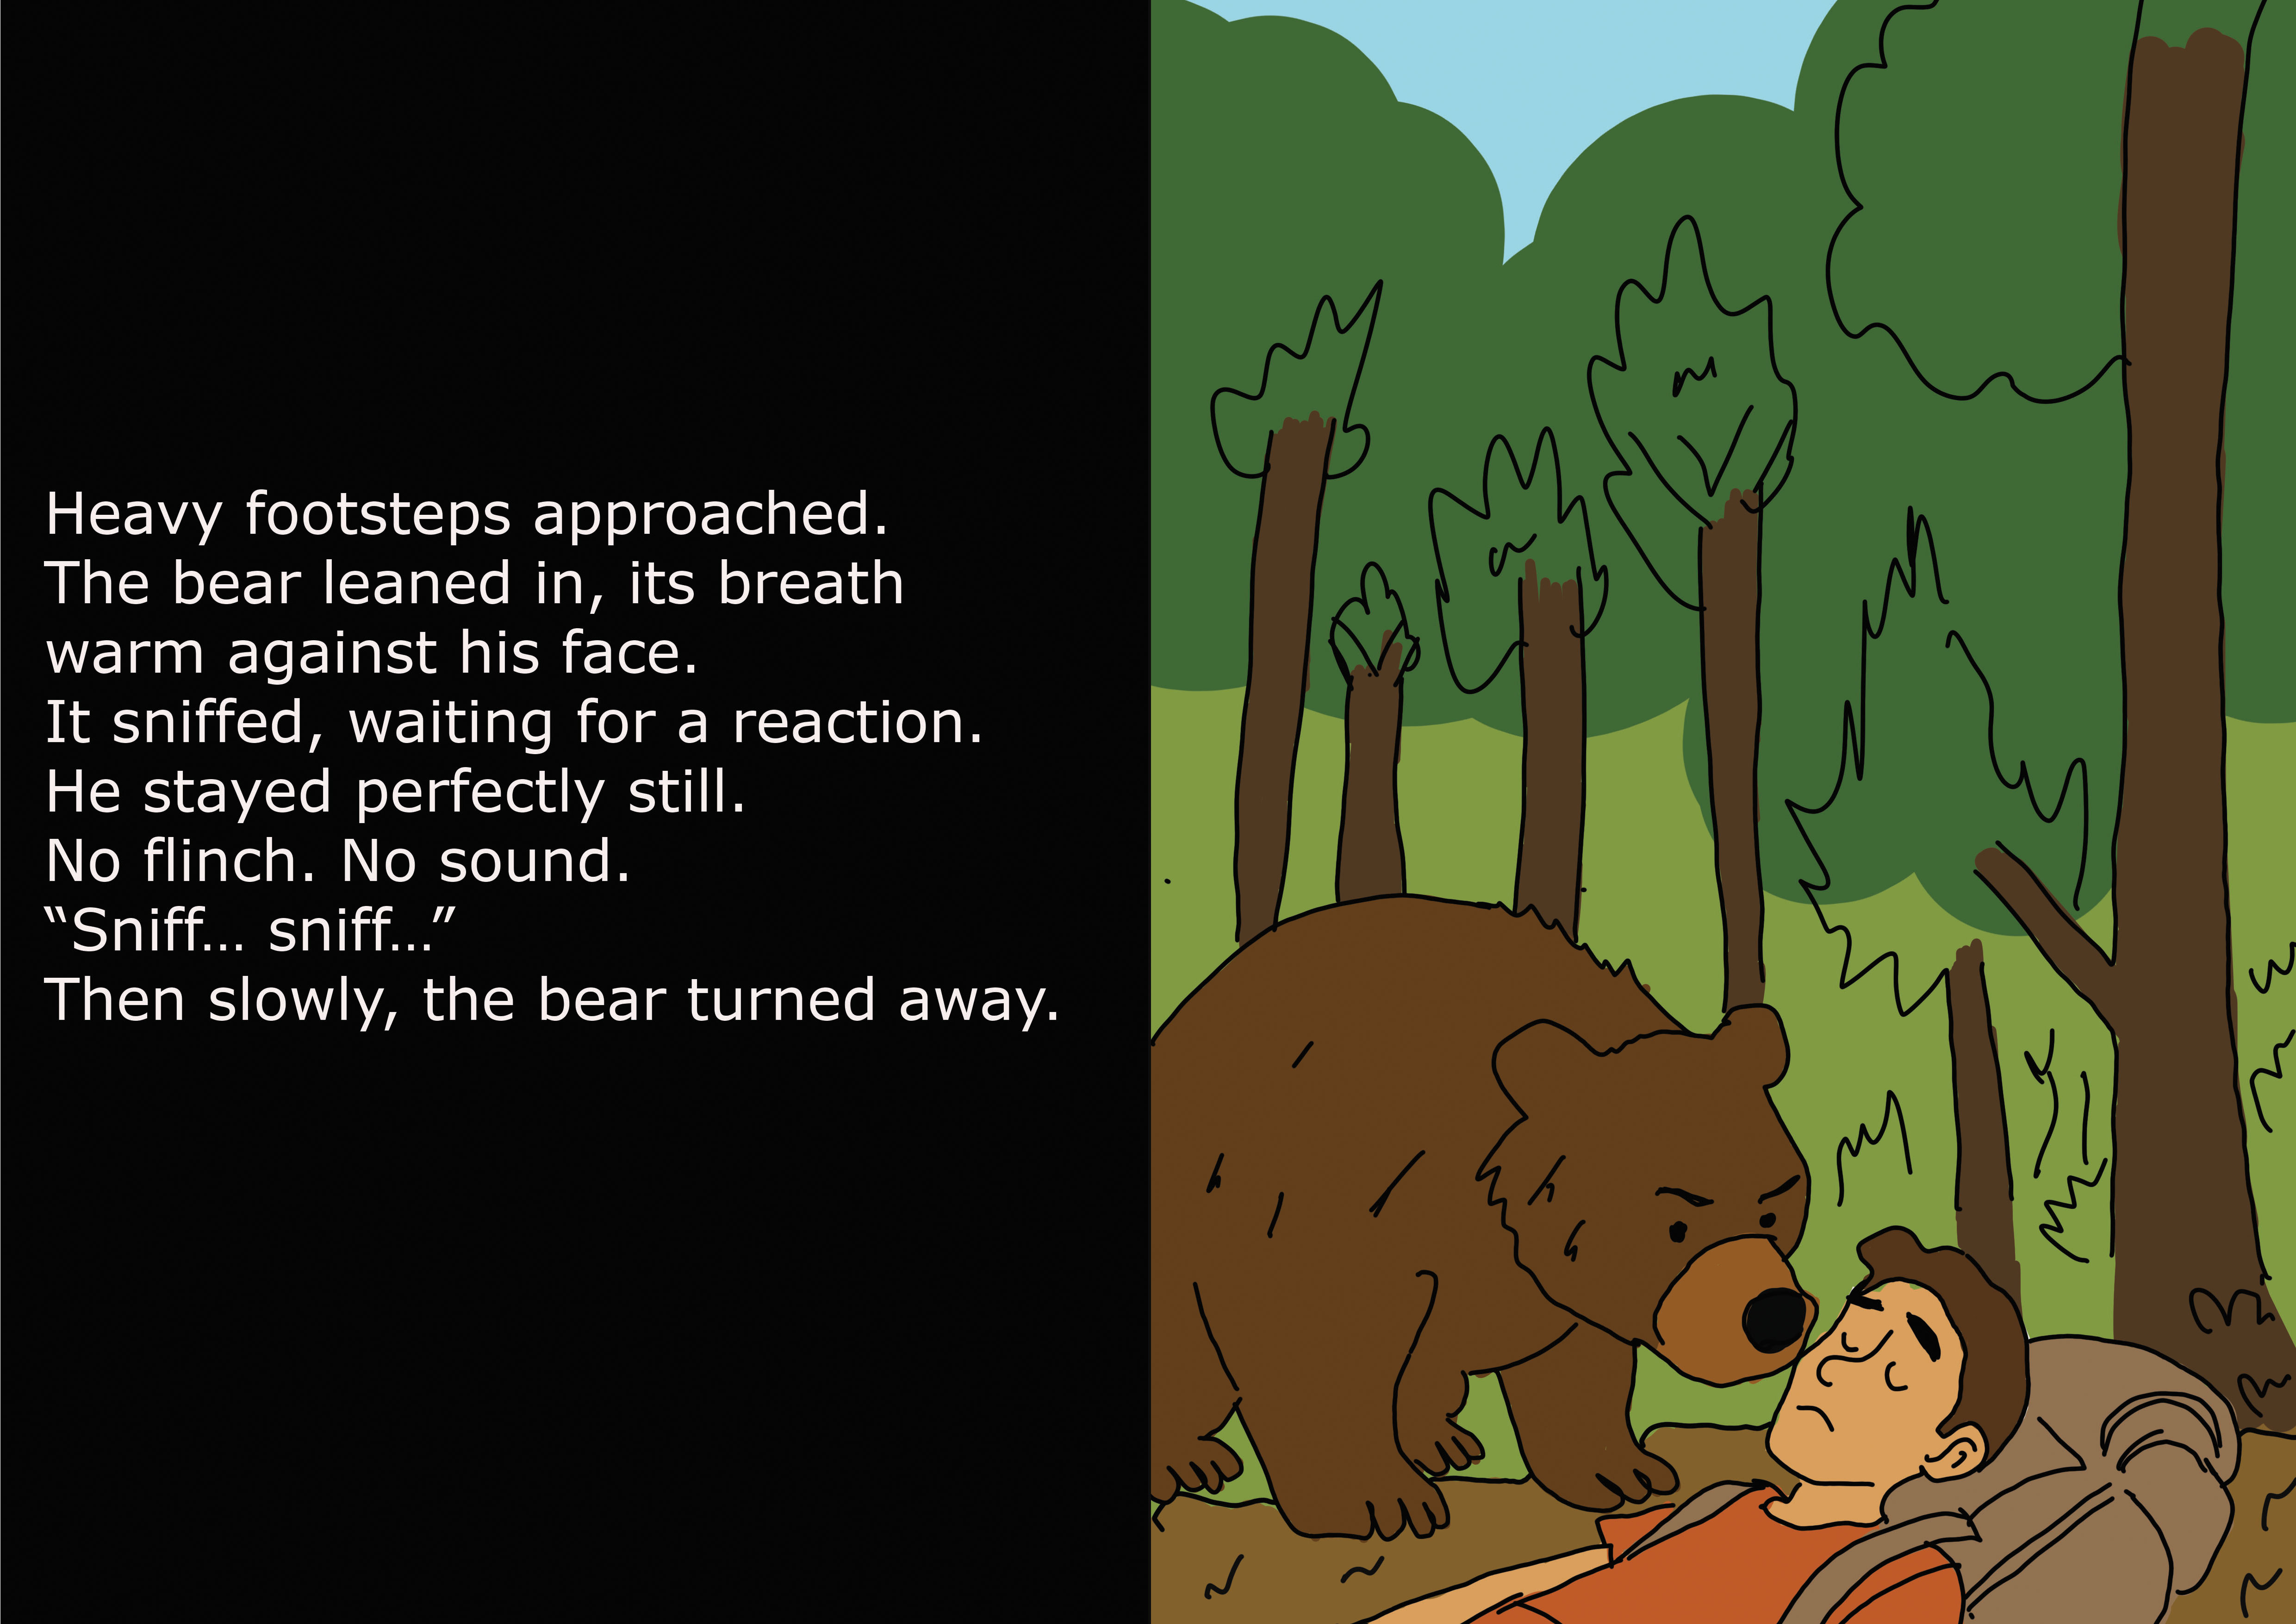 Heavy footsteps approached.
The bear leaned in, its breath
warm against his face.
It sniffed, waiting for a reaction.
He stayed perfectly still.
No flinch. No sound.
“Sniff… sniff…”
Then slowly, the bear turned away.